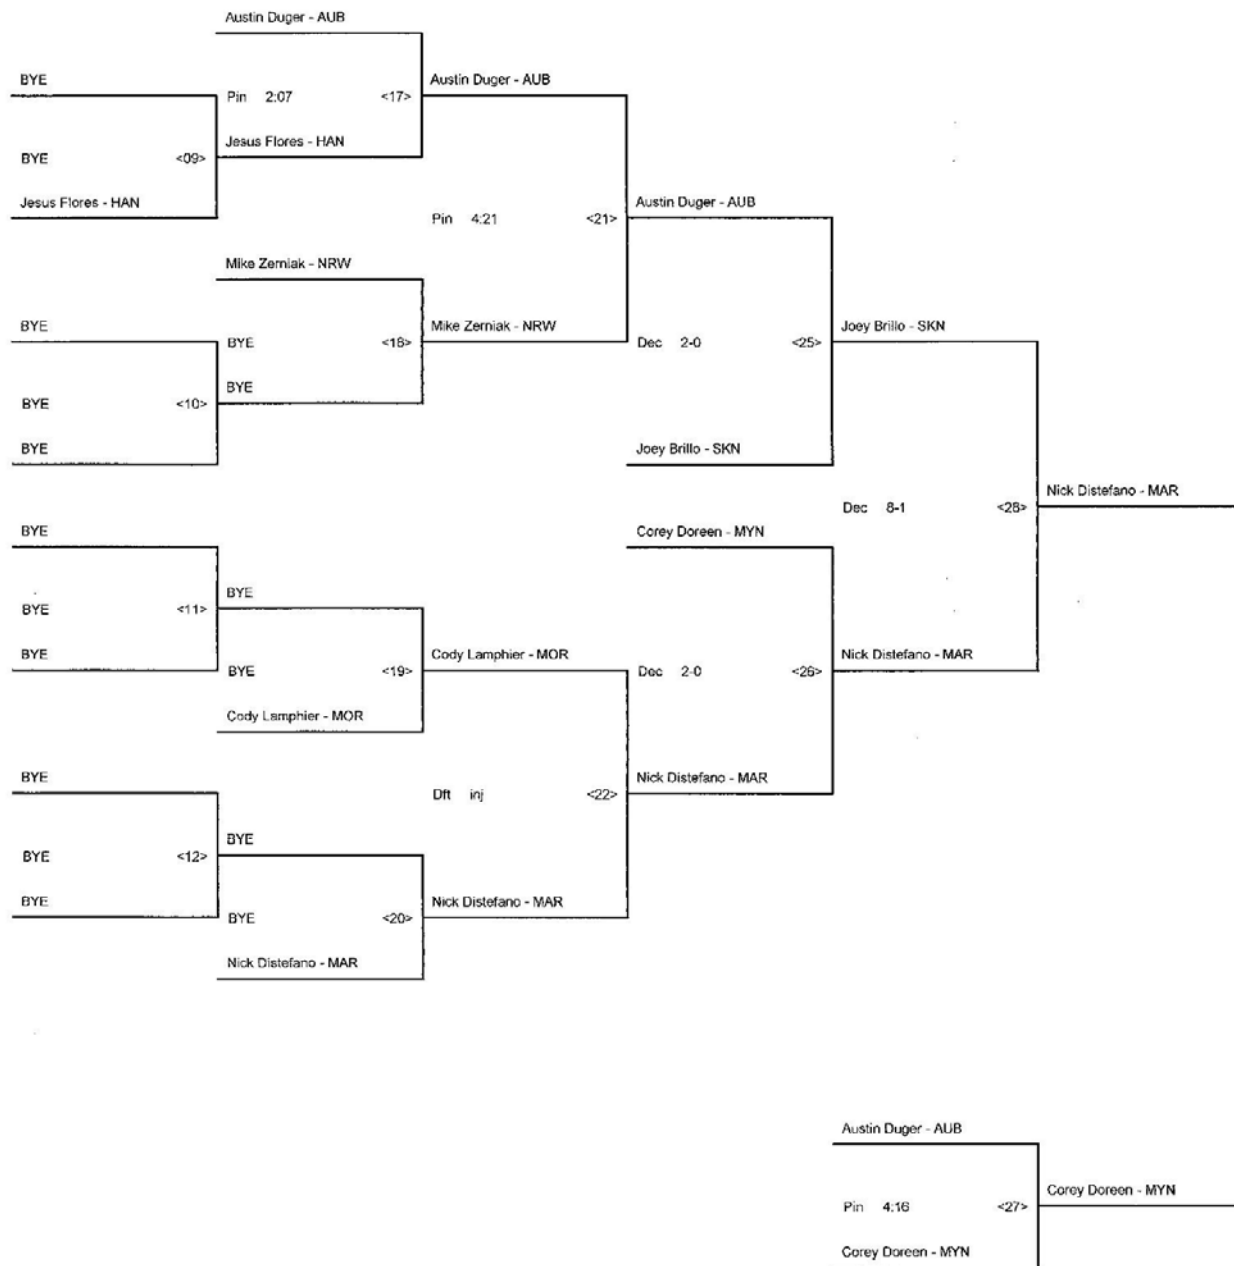 Austin Duger - AUB
BYE
Austin Duger - AUB
Pin 2:07 <17>
Jesus Flores - HAN
BYE <09>
Jesus Flores - HAN
Austin Duger - AUB
Pin 4:21 <21>
Mike Zerniak - NRW
BYE
Mike Zerniak - NRW
Joey Brillo - SKN
BYE <18>
Dec 2-0 <25>
BYE
BYE <10>
BYE
Joey Brillo - SKN
Nick Distefano - MAR
Dec 8-1 <28>
BYE
Corey Doreen - MYN
BYE
BYE <11>
BYE
Cody Lamphier - MOR
Nick Distefano - MAR
BYE <19>
Dec 2-0 <26>
Cody Lamphier - MOR
BYE
Nick Distefano - MAR
Dft inj <22>
BYE
BYE <12>
BYE
Nick Distefano - MAR
BYE <20>
Nick Distefano - MAR
Austin Duger - AUB
Corey Doreen - MYN
Pin 4:16 <27>
Corey Doreen - MYN